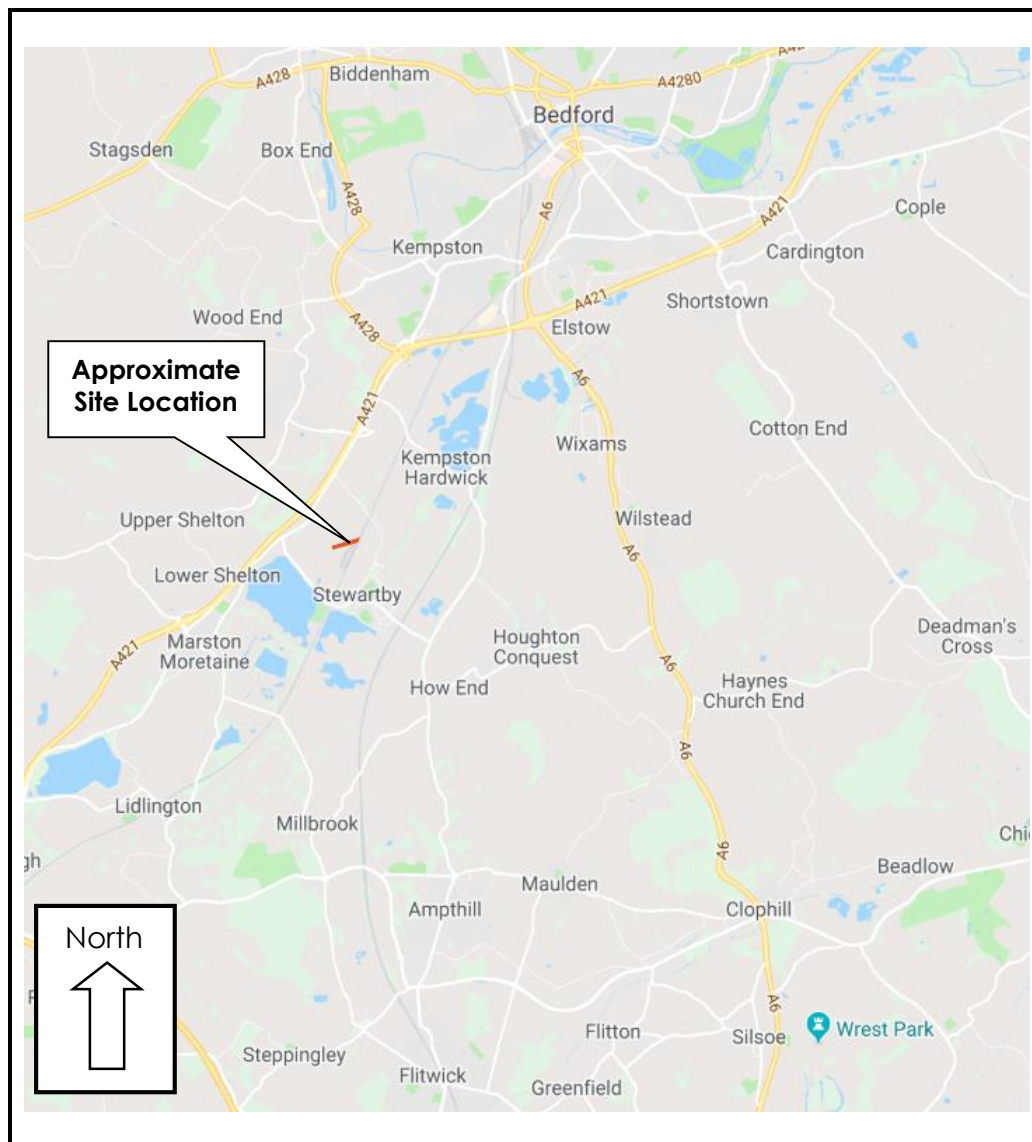 A428
Biddenham
A4280
Bedford
Stagsden
Box End
A428
A6
A421
Cople
Kempston
Cardington
A421
Shortstown
Wood End
A428
Elstow
Approximate
Site Location
A421
A6
Cotton End
Wixams
Kempston
Hardwick
Upper Shelton
Wilstead
A6
Lower Shelton
Stewartby
Marston
Moretaine
A421
Houghton
Conquest
Deadman's
Cross
A6
How End
Haynes
Church End
A6
Lidlington
Millbrook
A6
Beadlow
Maulden
Ampthill
Clophill
North
A6
Flitton
Silsoe
Wrest Park
Steppingley
Flitwick
Greenfield